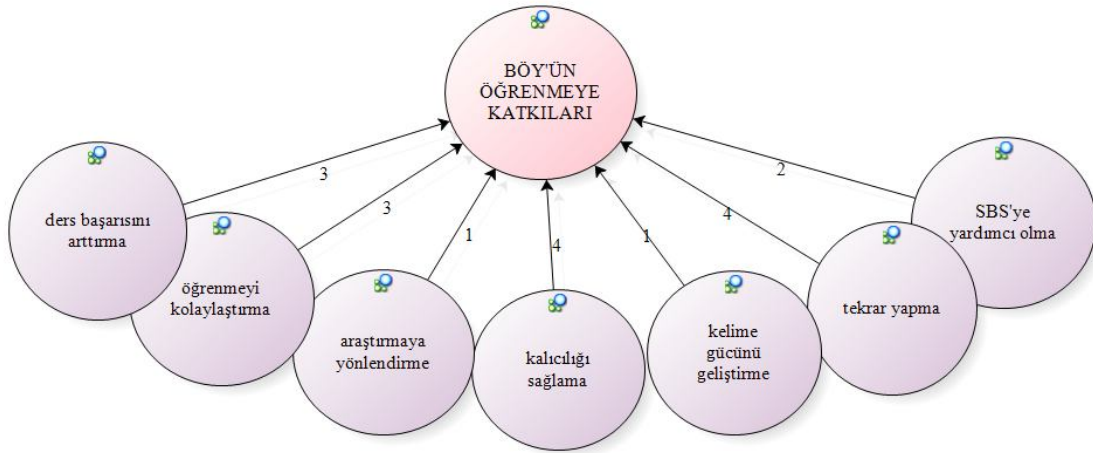 BÖY'ÜN
ÖĞRENMEYE
KATKILARI
3
3
1
4
1
4
2
ders başarısını
arttırma
öğrenmeyi
kolaylaştırma
araştırmaya
yönlendirme
kalıcılığı
sağlama
kelime
gücünü
geliştirme
tekrar yapma
SBS'ye
yardımcı olma